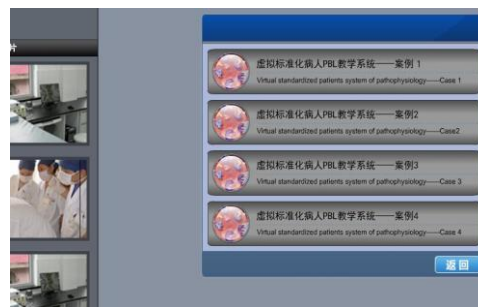 片
虚拟标准化病人PBL教学系统——案例 1
Virtual standardized patients system of pathophysiology——Case 1
虚拟标准化病人PBL教学系统——案例2
Virtual standardized patients system of pathophysiology——Case2
虚拟标准化病人PBL教学系统——案例3
Virtual standardized patients system of pathophysiology——Case 3
虚拟标准化病人PBL教学系统——案例4
Virtual standardized patients system of pathophysiology——Case 4
返回